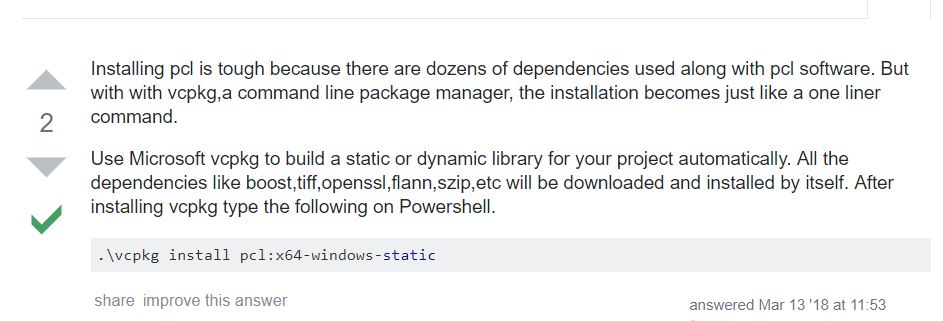 Installing pcl is tough because there are dozens of dependencies used along with pcl software. But
with with vcpkg,a command line package manager, the installation becomes just like a one liner
command.
2
Use Microsoft vcpkg to build a static or dynamic library for your project automatically. All the
dependencies like boost,tiff,openssl,flann,szip,etc will be downloaded and installed by itself. After
installing vcpkg type the following on Powershell.
.\vcpkg install pcl:x64-windows-static
share improve this answer
answered Mar 13 '18 at 11:53